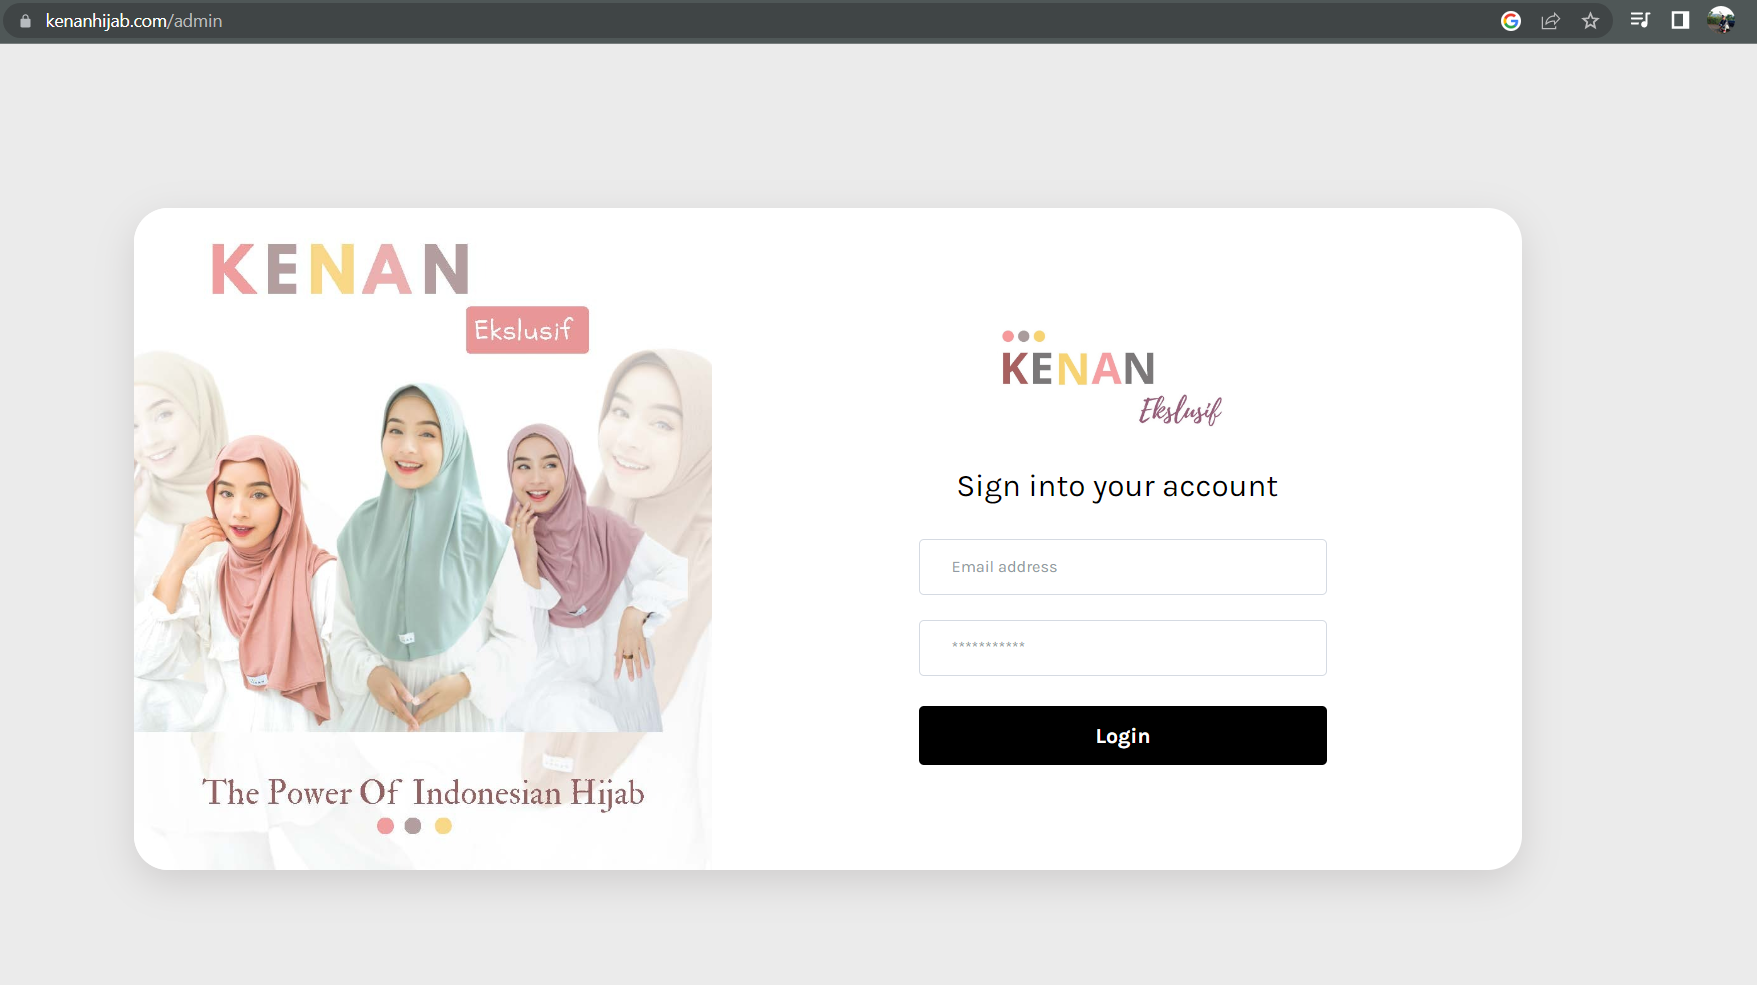 kenanhijab.com/admin
KENAN
Ekslusif
The Power Of Indonesian Hijab
KENAN
Ekslusif
Sign into your account
Email address
***********
Login